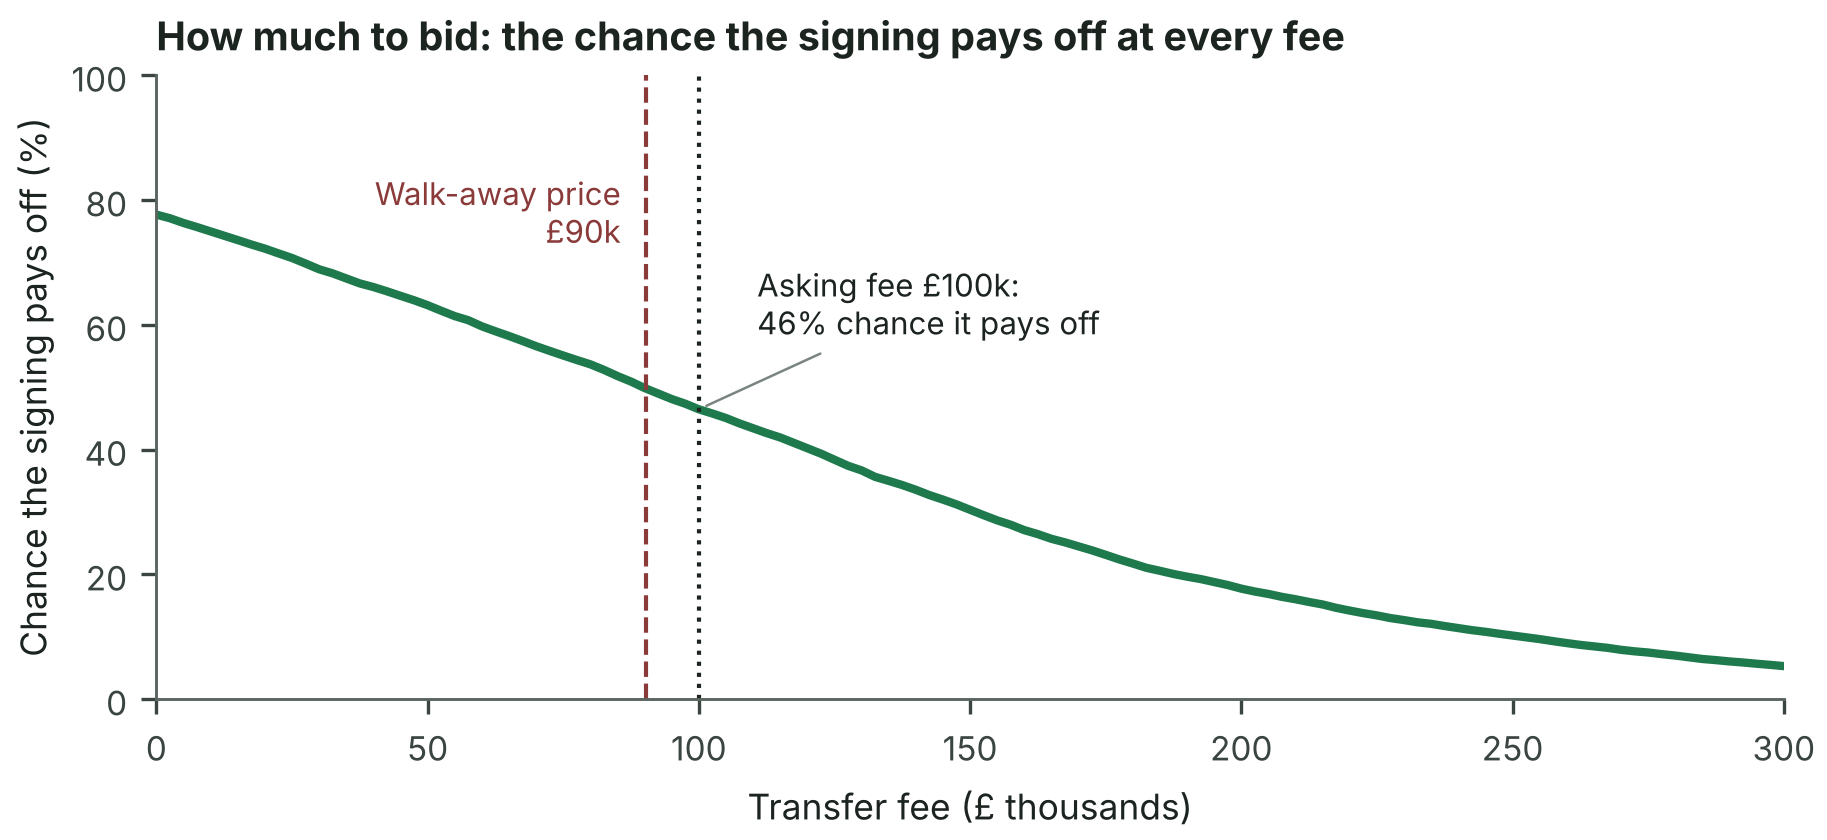 How much to bid: the chance the signing pays off at every fee
Chance the signing pays off (%)
100
80
60
40
20
0
Walk-away price
£90k
Asking fee £100k:
46% chance it pays off
0
50
100
150
200
250
300
Transfer fee (£ thousands)